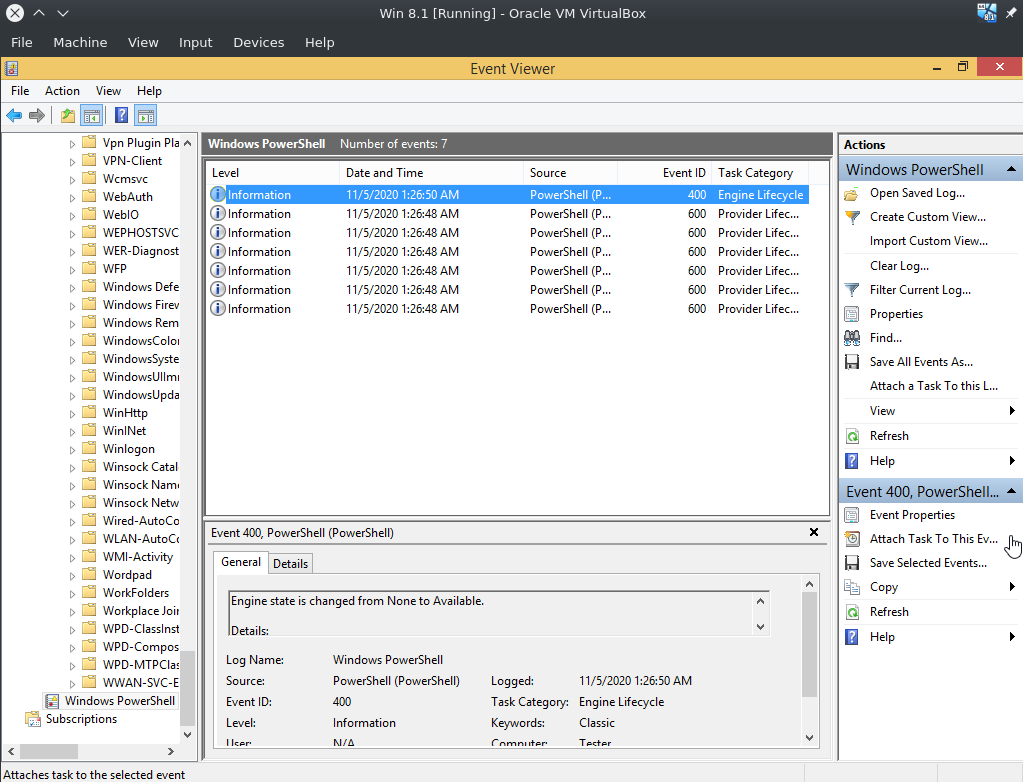 Win 8.1 [Running] - Oracle VM VirtualBox
File Machine View Input Devices Help
Event Viewer
File Action View Help
Vpn Plugin Pla
VPN-Client
Wcmsvc
WebAuth
WebIO
WEPHOSTSVC
WER-Diagnost
WFP
Windows Defe
Windows Firew
Windows Rem
WindowsColor
WindowsSyste
WindowsUIImr
WindowsUpda
WinHttp
WinINet
Winlogon
Winsock Catal
Winsock Name
Winsock Netw
Wired-AutoCo
WLAN-AutoCo
WMI-Activity
Wordpad
WorkFolders
Workplace Join
WPD-ClassInst
WPD-Compos
WPD-MTPClas
WWAN-SVC-E
Windows PowerShell
Subscriptions
Windows PowerShell Number of events: 7
Level Date and Time Source Event ID Task Category
Information 11/5/2020 1:26:50 AM PowerShell (P... 400 Engine Lifecycle
Information 11/5/2020 1:26:48 AM PowerShell (P... 600 Provider Lifec...
Information 11/5/2020 1:26:48 AM PowerShell (P... 600 Provider Lifec...
Information 11/5/2020 1:26:48 AM PowerShell (P... 600 Provider Lifec...
Information 11/5/2020 1:26:48 AM PowerShell (P... 600 Provider Lifec...
Information 11/5/2020 1:26:48 AM PowerShell (P... 600 Provider Lifec...
Information 11/5/2020 1:26:48 AM PowerShell (P... 600 Provider Lifec...
Event 400, PowerShell (PowerShell)
General Details
Engine state is changed from None to Available.
Details:
Log Name: Windows PowerShell
Source: PowerShell (PowerShell) Logged: 11/5/2020 1:26:50 AM
Event ID: 400 Task Category: Engine Lifecycle
Level: Information Keywords: Classic
User: N/A Computer: Tester
Actions
Windows PowerShell
Open Saved Log...
Create Custom View...
Import Custom View...
Clear Log...
Filter Current Log...
Properties
Find...
Save All Events As...
Attach a Task To this L...
View
Refresh
Help
Event 400, PowerShell...
Event Properties
Attach Task To This Ev...
Save Selected Events...
Copy
Refresh
Help
Attaches task to the selected event